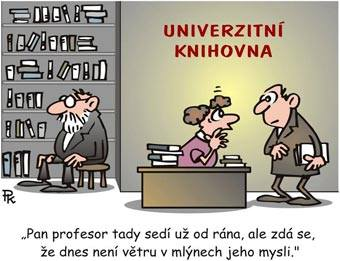 UNIVERZITNÍ
KNIHOVNA
PR
„Pan profesor tady sedí už od rána, ale zdá se,
že dnes není větru v mlýnech jeho mysli."